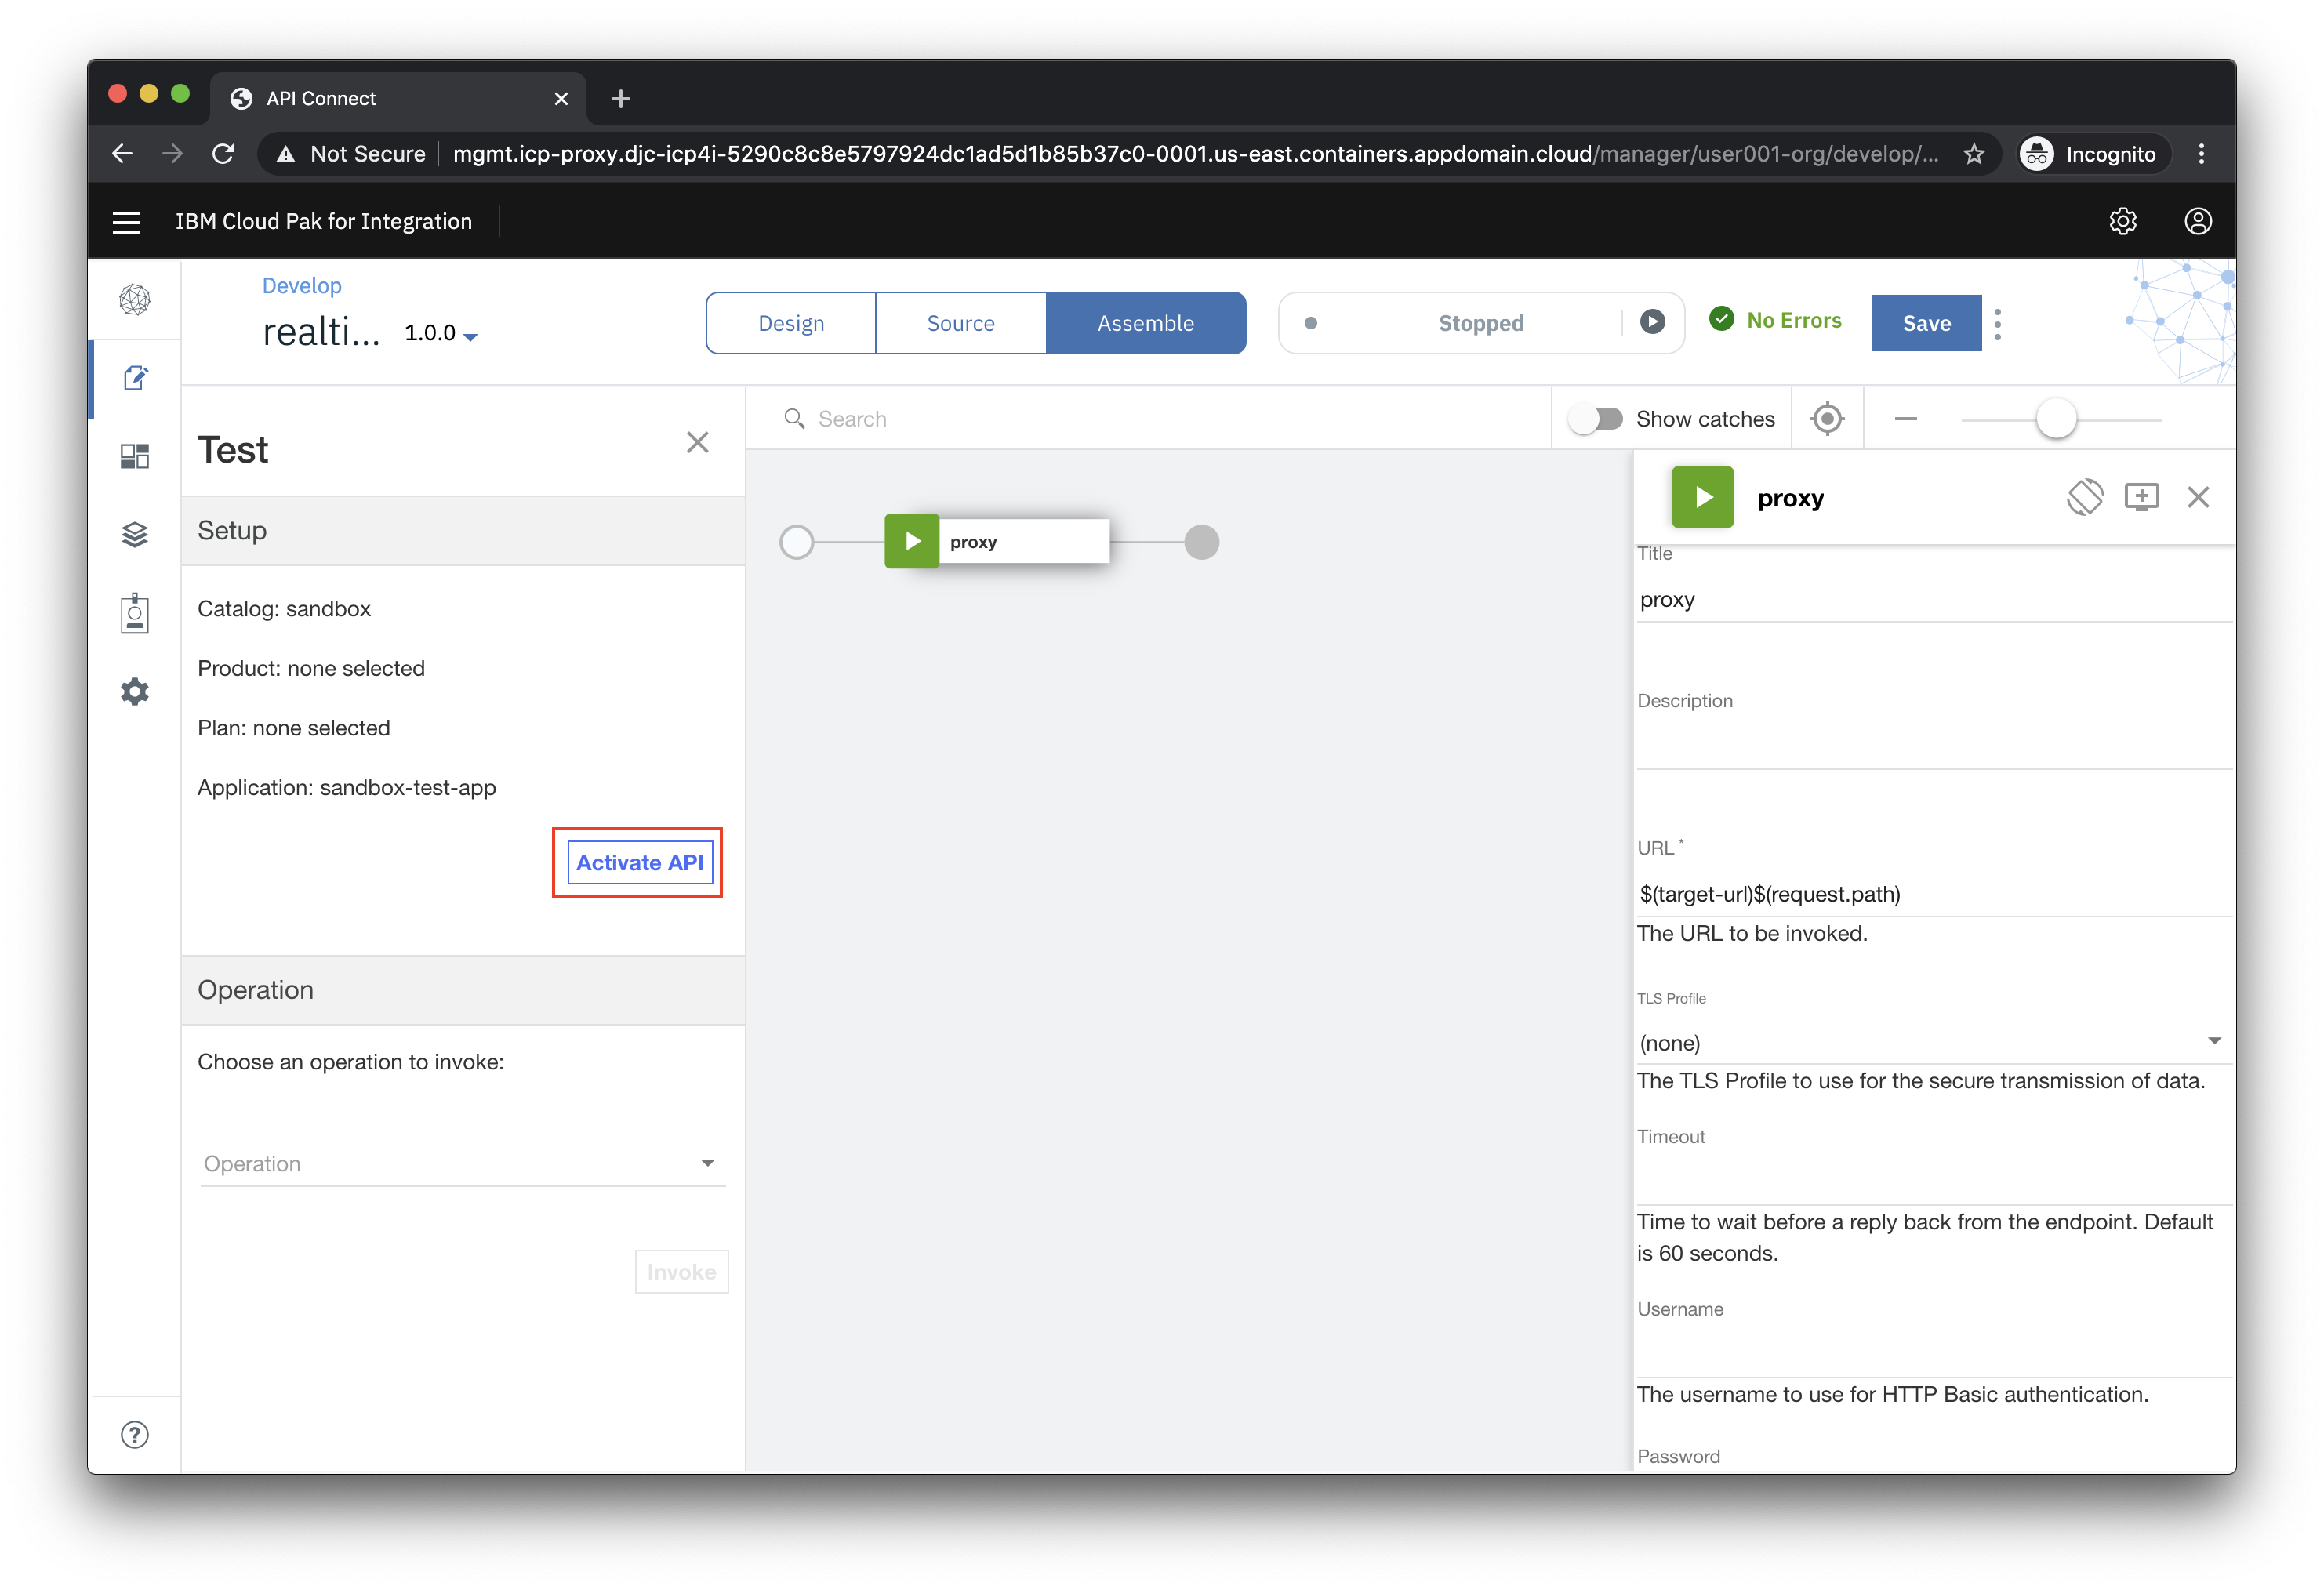 API Connect
Not Secure mgmt.icp-proxy.djc-icp4i-5290c8c8e5797924dc1ad5d1b85b37c0-0001.us-east.containers.appdomain.cloud/manager/user001-org/develop/...
Incognito
IBM Cloud Pak for Integration
Develop
realti... 1.0.0
Design Source Assemble
Stopped
No Errors
Save
Test
Setup
Catalog: sandbox
Product: none selected
Plan: none selected
Application: sandbox-test-app
Activate API
Operation
Choose an operation to invoke:
Operation
Invoke
Search
Show catches
proxy
proxy
Title
proxy
Description
URL *
$(target-url)$(request.path)
The URL to be invoked.
TLS Profile
(none)
The TLS Profile to use for the secure transmission of data.
Timeout
Time to wait before a reply back from the endpoint. Default
is 60 seconds.
Username
The username to use for HTTP Basic authentication.
Password